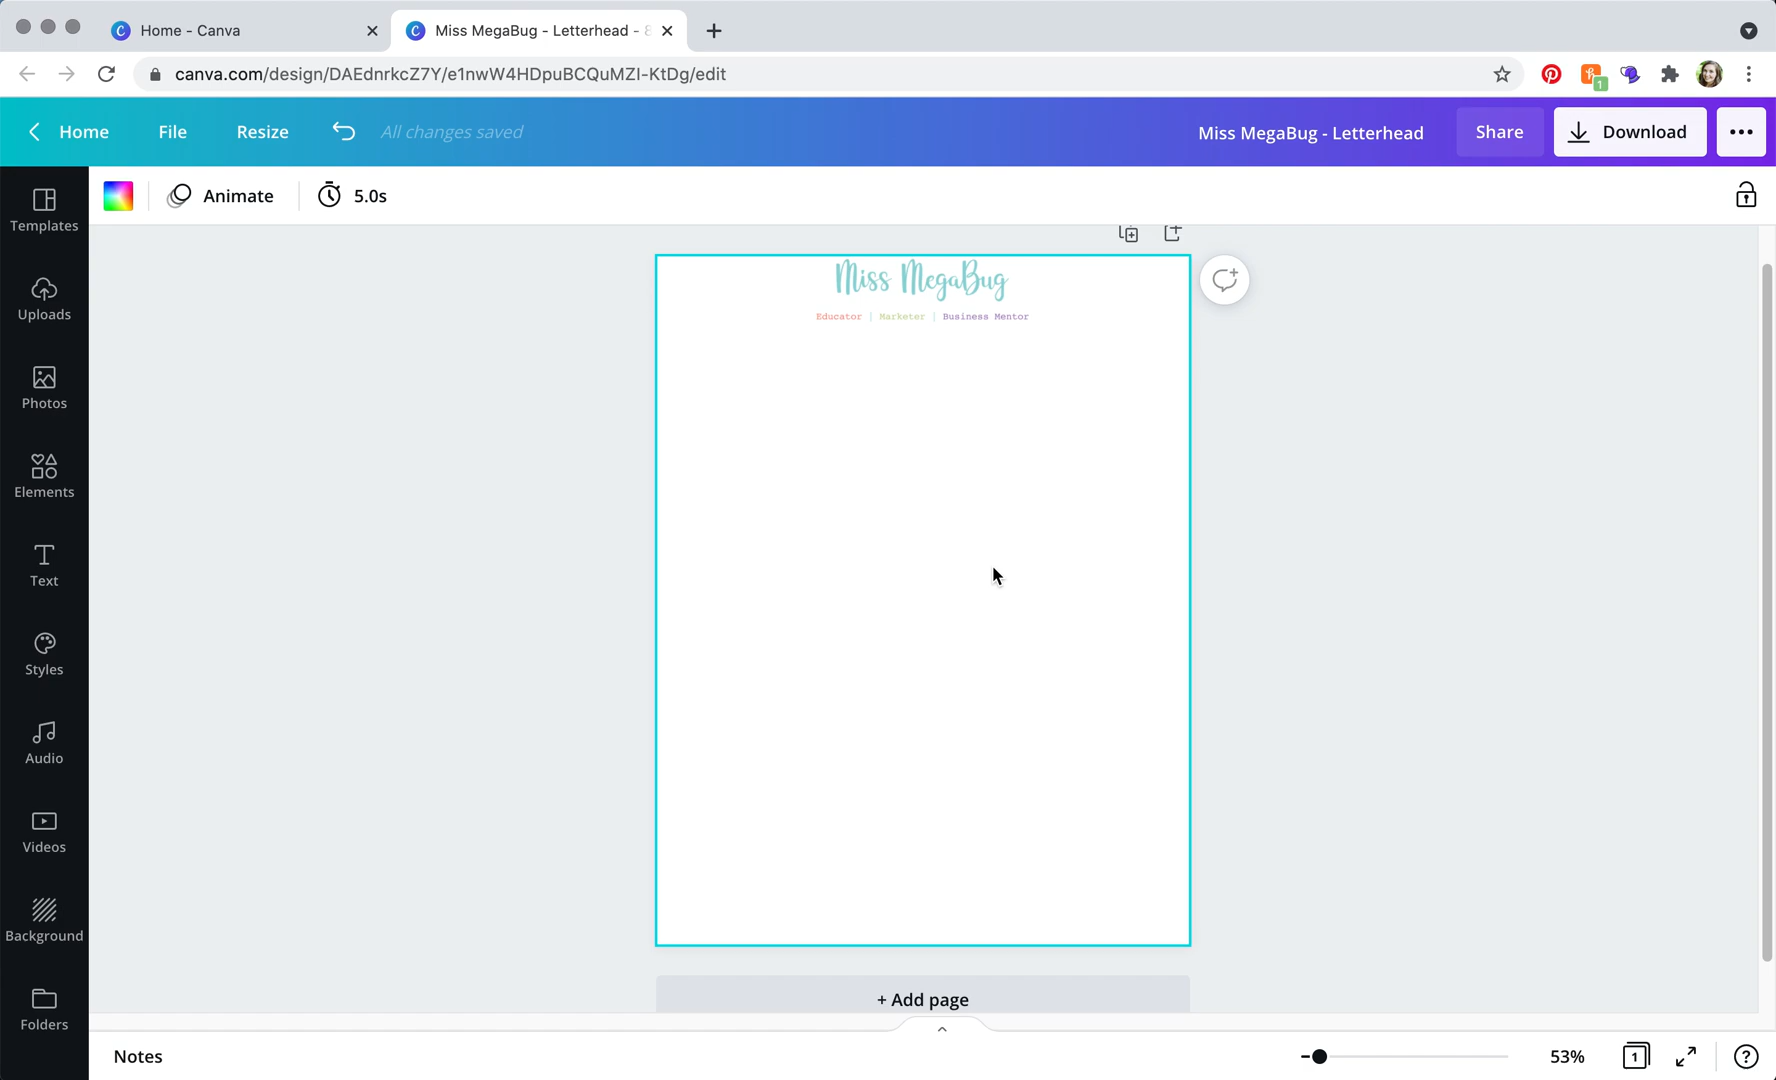 Home - Canva
Miss MegaBug - Letterhead - 8
canva.com/design/DAEdnrkcZ7Y/e1nwW4HDpuBCQuMZI-KtDg/edit
1
Home File Resize All changes saved Miss MegaBug - Letterhead Share Download
Animate 5.0s
Templates
Uploads
Photos
Elements
Text
Styles
Audio
Videos
Background
Folders
Miss MegaBug
Educator | Marketer | Business Mentor
+ Add page
Notes 53% 1 ?